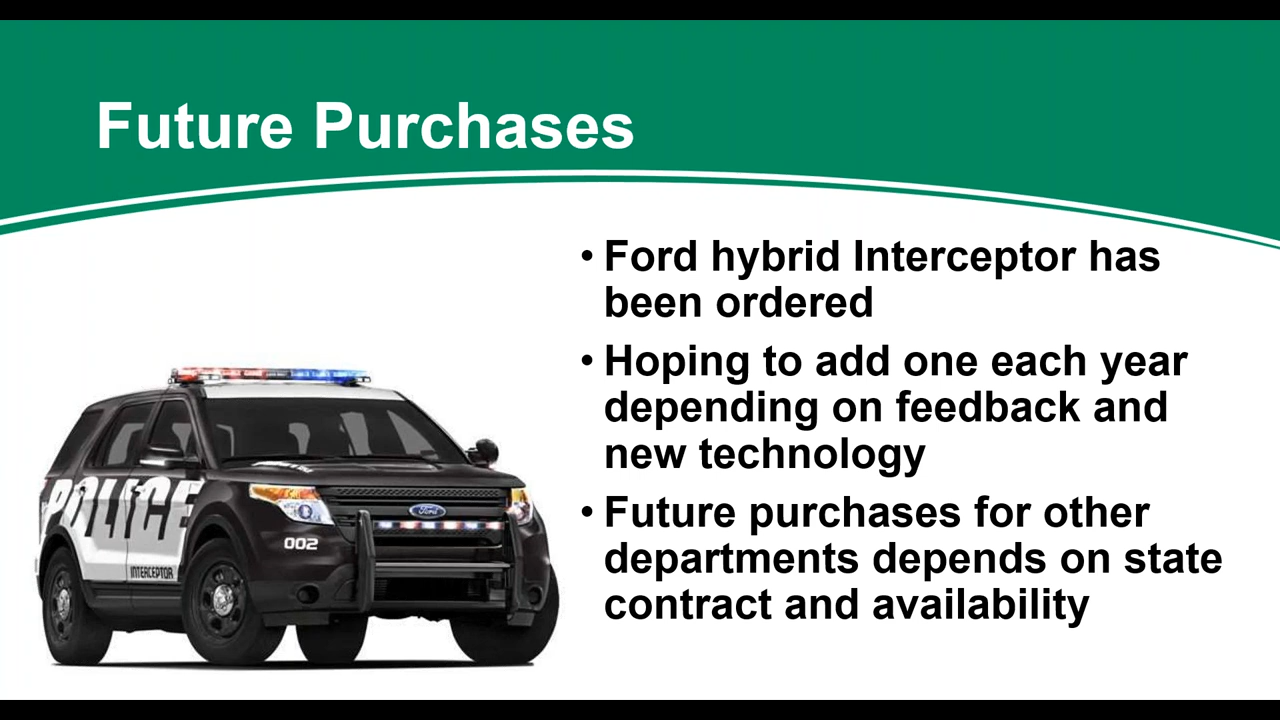 Future Purchases
• Ford hybrid Interceptor has
been ordered
• Hoping to add one each year
depending on feedback and
new technology
• Future purchases for other
departments depends on state
contract and availability
POLICE
INTERCEPTOR
002
Ford